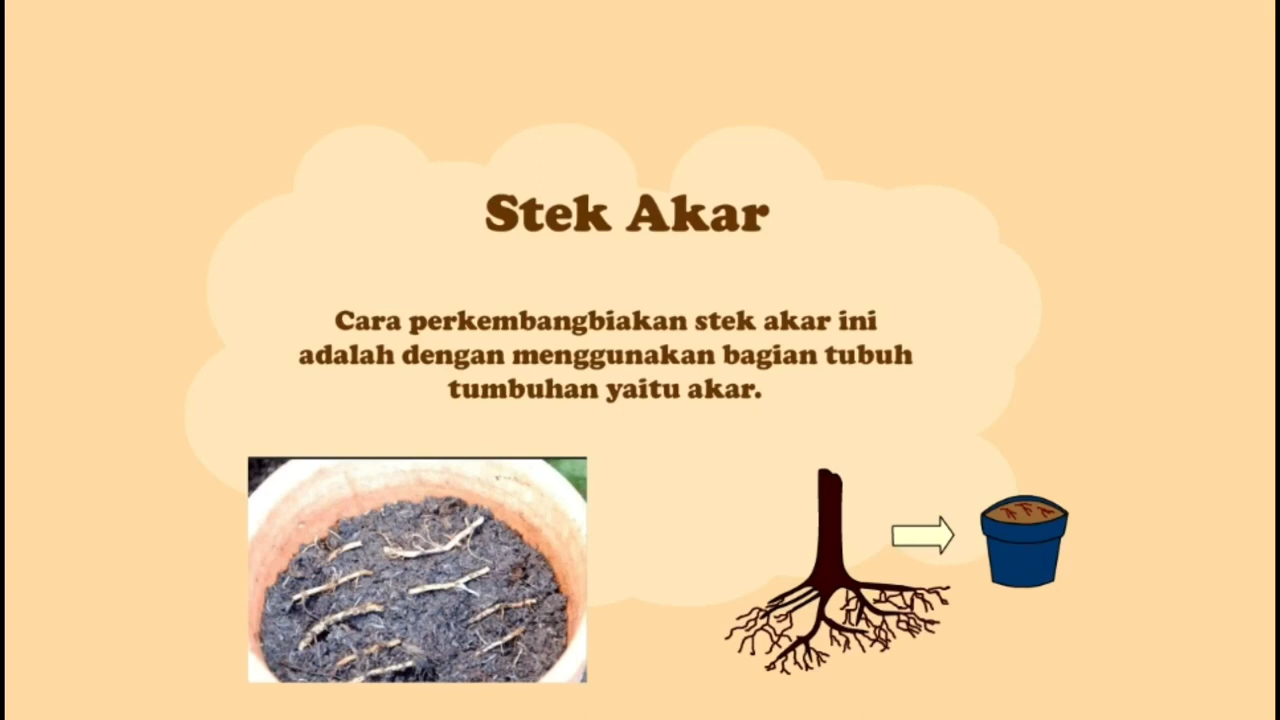 Stek Akar
Cara perkembangbiakan stek akar ini
adalah dengan menggunakan bagian tubuh
tumbuhan yaitu akar.